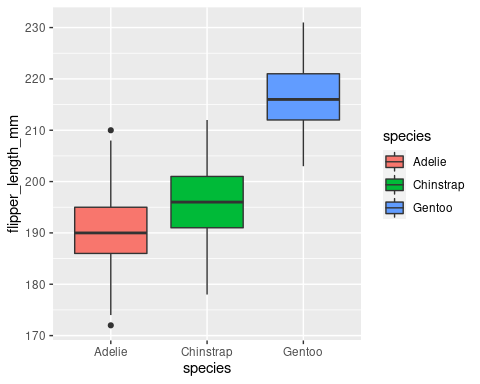 flipper_length_mm
230
220
210
200
190
180
170
Adelie Chinstrap Gentoo
species
species
Adelie
Chinstrap
Gentoo